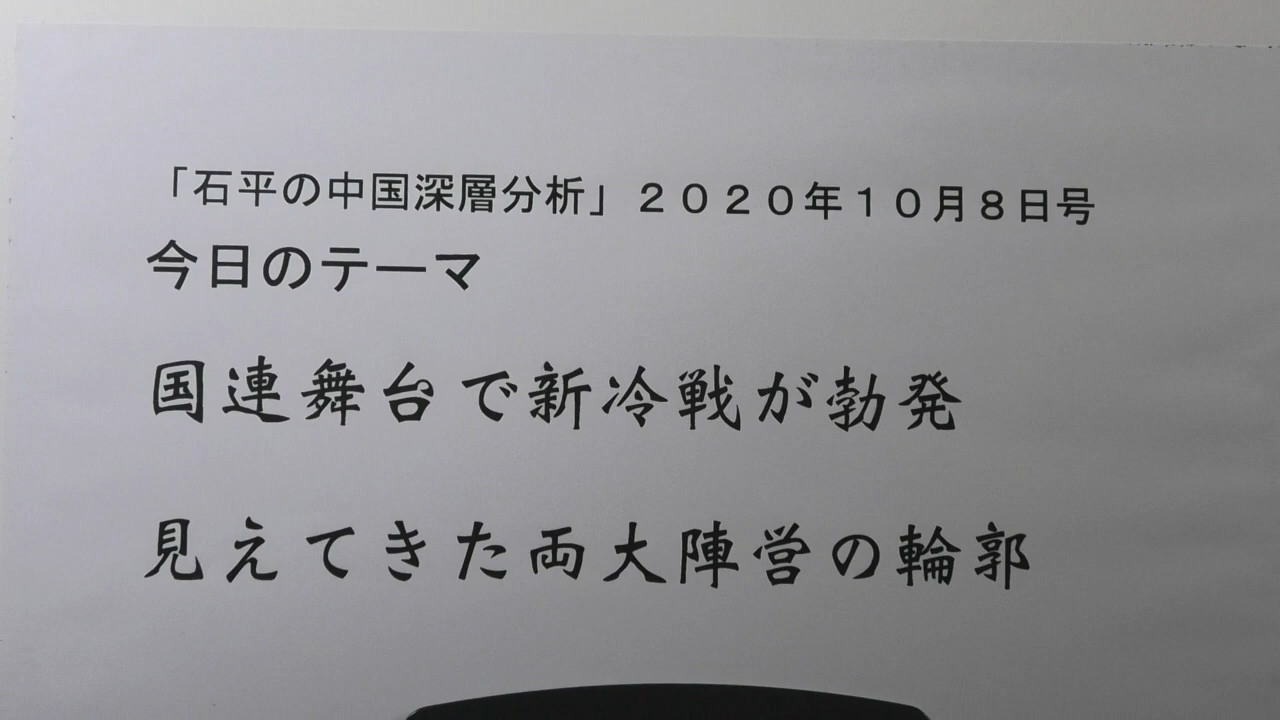 「石平の中国深層分析」２０２０年１０月８日号
今日のテーマ
国連舞台で新冷戦が勃発
見えてきた両大陣営の輪郭